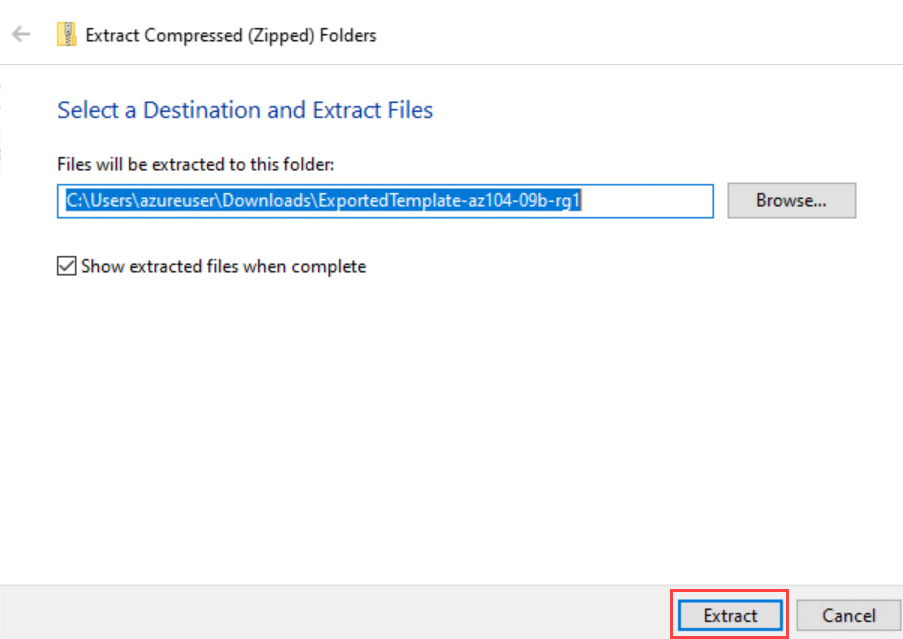 Extract Compressed (Zipped) Folders
Select a Destination and Extract Files
Files will be extracted to this folder:
C:\Users\azureuser\Downloads\ExportedTemplate-az104-09b-rg1
Browse...
Show extracted files when complete
Extract
Cancel